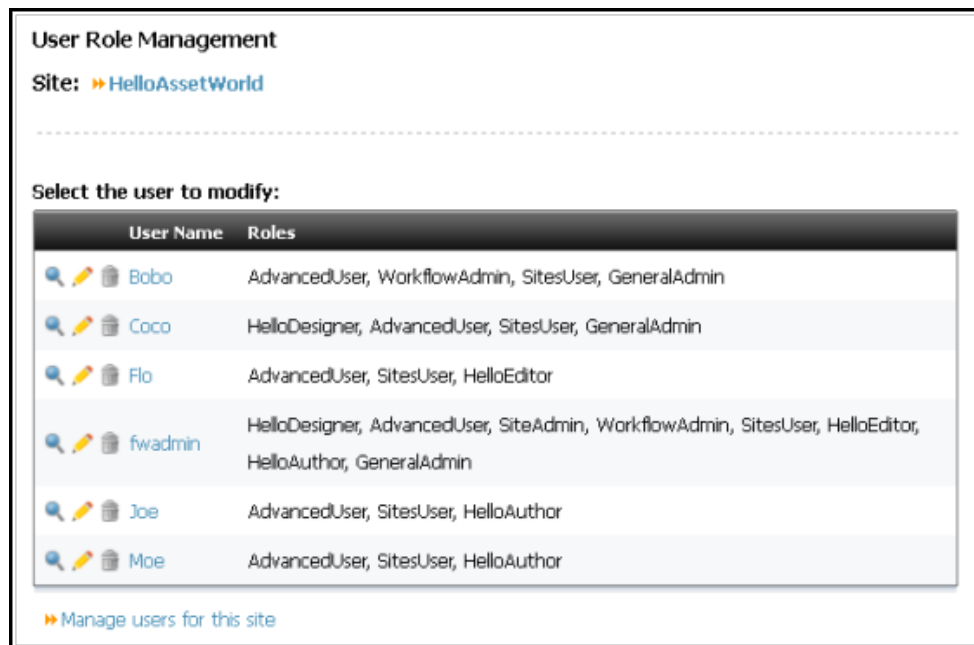 User Role Management
Site: HelloAssetWorld
Select the user to modify:
User Name Roles
Bobo AdvancedUser, WorkflowAdmin, SitesUser, GeneralAdmin
Coco HelloDesigner, AdvancedUser, SitesUser, GeneralAdmin
Flo AdvancedUser, SitesUser, HelloEditor
fwadmin HelloDesigner, AdvancedUser, SiteAdmin, WorkflowAdmin, SitesUser, HelloEditor,
HelloAuthor, GeneralAdmin
Joe AdvancedUser, SitesUser, HelloAuthor
Moe AdvancedUser, SitesUser, HelloAuthor
Manage users for this site